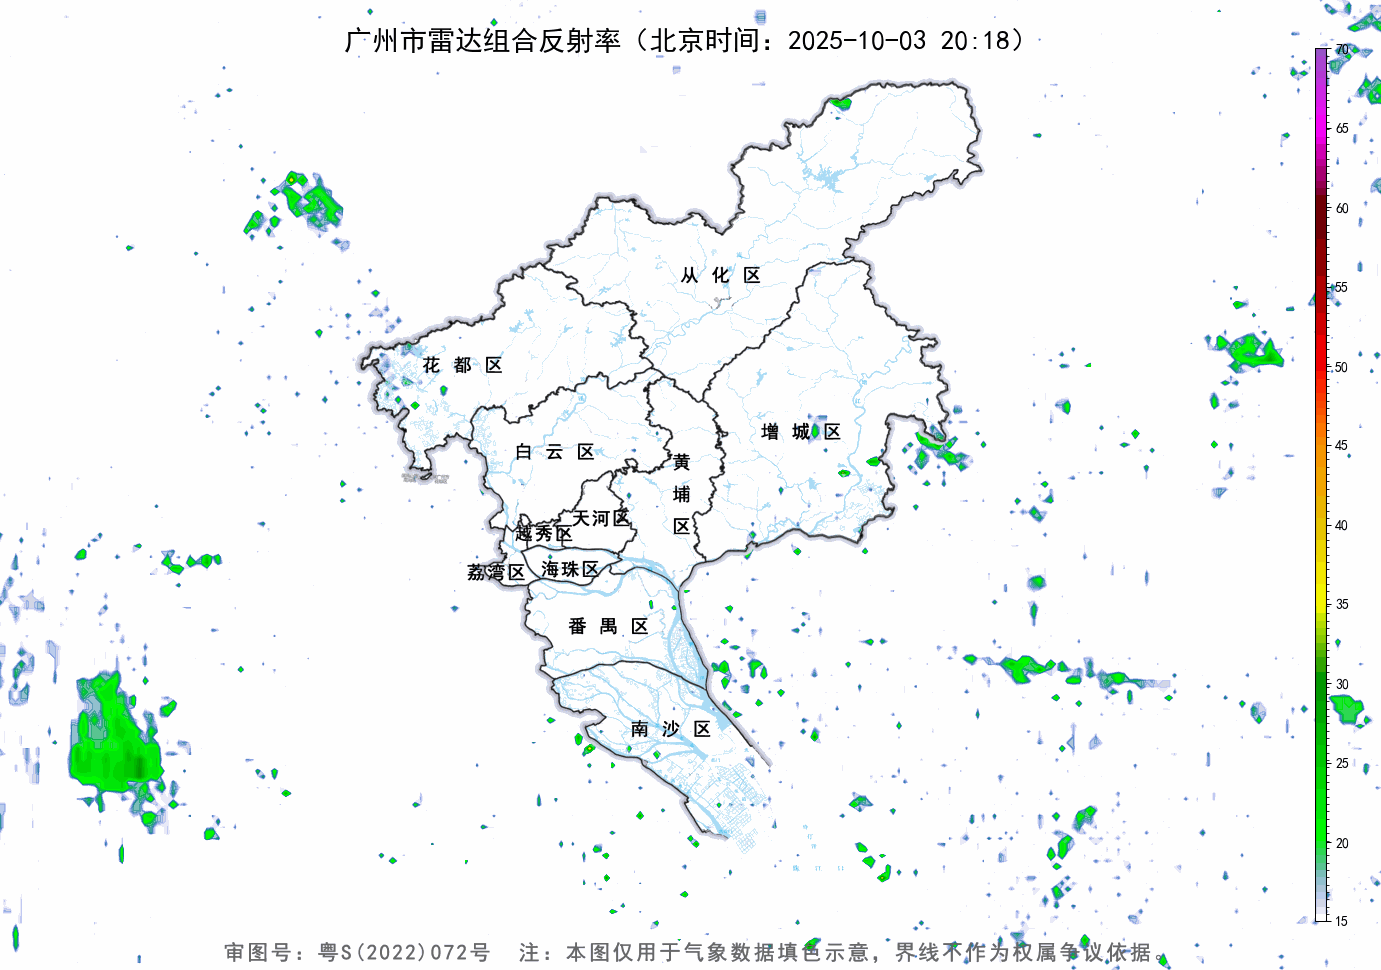 广州市雷达组合反射率（北京时间：2025-10-03 20:18）
70
65
60
55
50
45
40
35
30
25
20
15
从化区
花都区
增城区
白云区
黄埔区
天河区
越秀区
荔湾区
海珠区
番禺区
南沙区
审图号：粤S(2022)072号 注：本图仅用于气象数据填色示意，界线不作为权属争议依据。